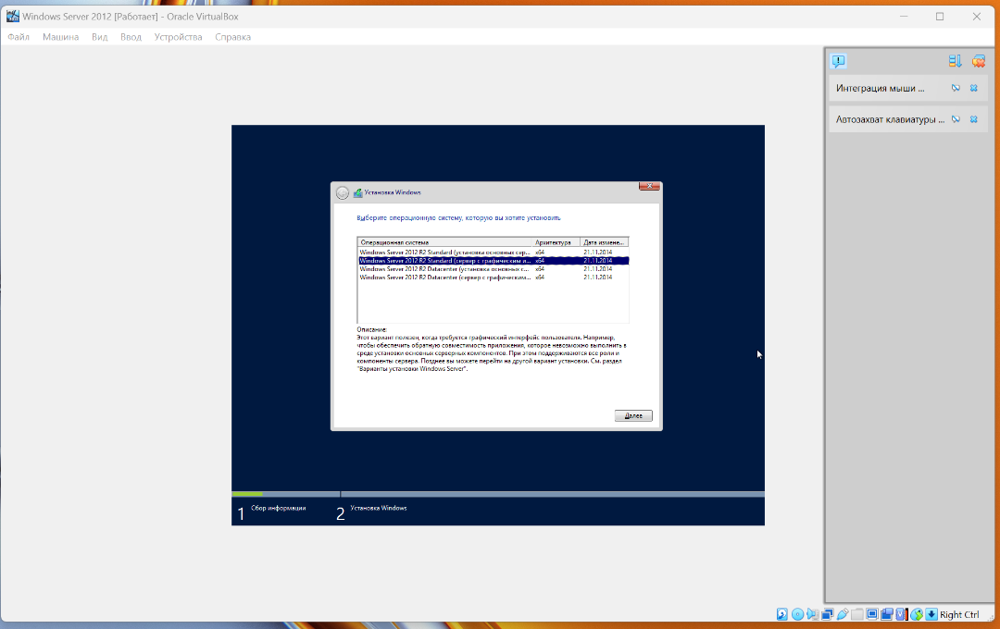 Windows Server 2012 [Работает] - Oracle VirtualBox
Файл Машина Вид Ввод Устройства Справка
Интеграция мыши ...
Автозахват клавиатуры ...
Установка Windows
Выберите операционную систему, которую вы хотите установить
Операционная система Архитектура Дата измене...
Windows Server 2012 R2 Standard (установка основных сер... x64 21.11.2014
Windows Server 2012 R2 Standard (сервер с графическим и... x64 21.11.2014
Windows Server 2012 R2 Datacenter (установка основных с... x64 21.11.2014
Windows Server 2012 R2 Datacenter (сервер с графическим... x64 21.11.2014
Описание:
Этот вариант полезен, когда требуется графический интерфейс пользователя. Например,
чтобы обеспечить обратную совместимость приложения, которое невозможно выполнить в
среде установки основных серверных компонентов. При этом поддерживаются все роли и
компоненты сервера. Позднее вы можете перейти на другой вариант установки. См. раздел
"Варианты установки Windows Server".
Далее
1 Сбор информации 2 Установка Windows
Right Ctrl